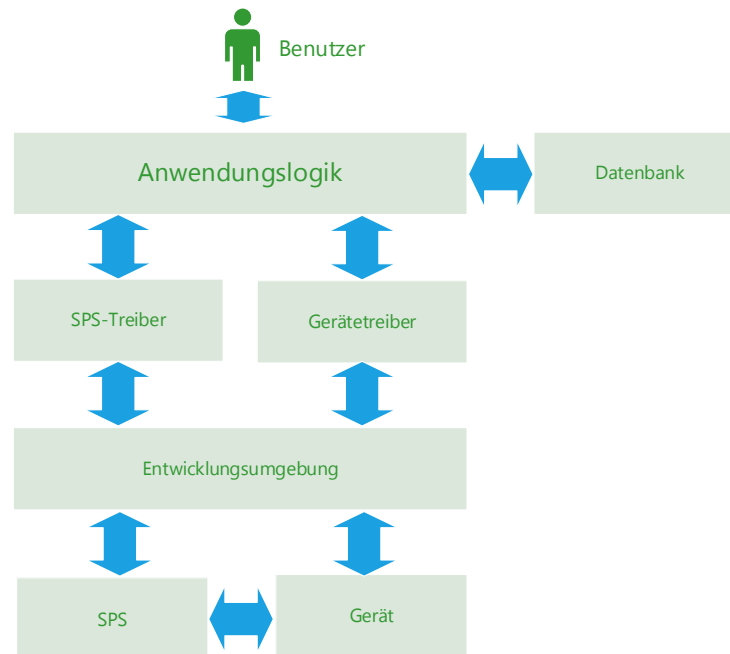 Benutzer
Anwendungslogik
Datenbank
SPS-Treiber
Gerätetreiber
Entwicklungsumgebung
SPS
Gerät